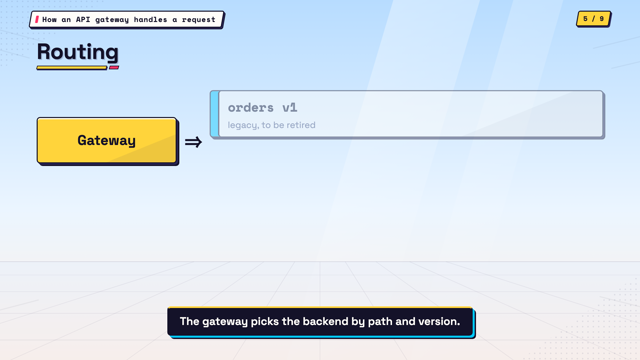 How an API gateway handles a request
5 / 9
Routing
orders v1
legacy, to be retired
Gateway
⇒
The gateway picks the backend by path and version.